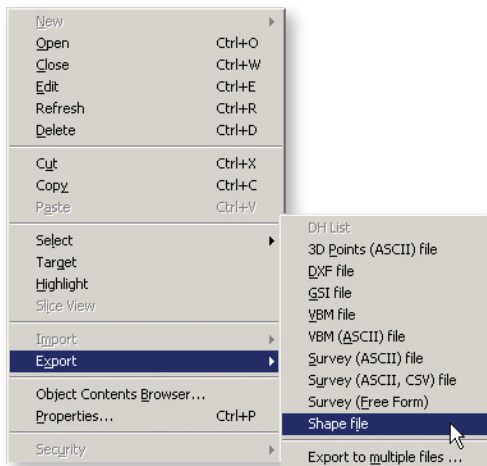 New
Open Ctrl+O
Close Ctrl+W
Edit Ctrl+E
Refresh Ctrl+R
Delete Ctrl+D
Cut Ctrl+X
Copy Ctrl+C
Paste Ctrl+V
Select
Target
Highlight
Slice View
Import
Export
Object Contents Browser...
Properties... Ctrl+P
Security
DH List
3D Points (ASCII) file
DXF file
GSI file
VBM file
VBM (ASCII) file
Survey (ASCII) file
Survey (ASCII, CSV) file
Survey (Free Form)
Shape file
Export to multiple files ...